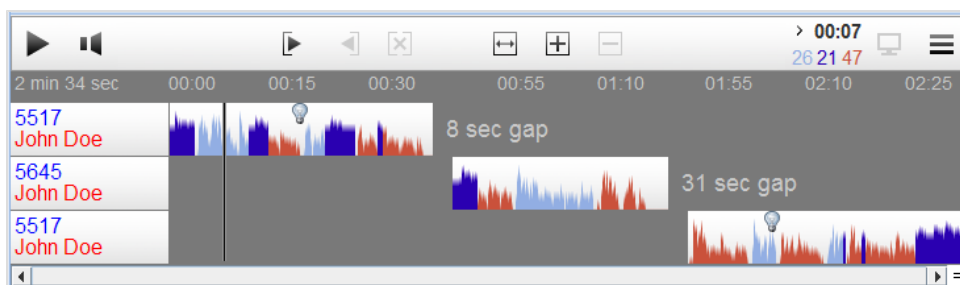 › 00:07
26 21 47
2 min 34 sec 00:00 00:15 00:30 00:55 01:10 01:55 02:10 02:25
5517
John Doe
8 sec gap
5645
John Doe
31 sec gap
5517
John Doe